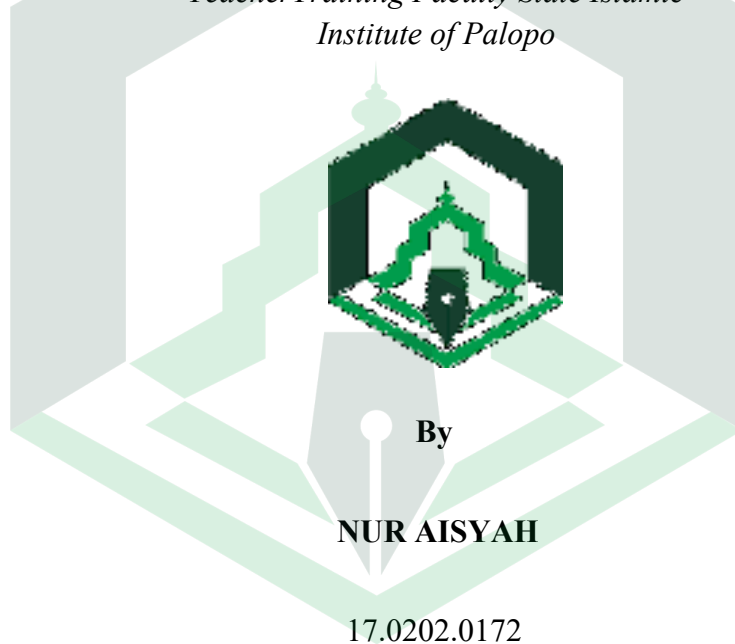 Teacher Training Faculty State Islamic
Institute of Palopo
By
NUR AISYAH
17.0202.0172